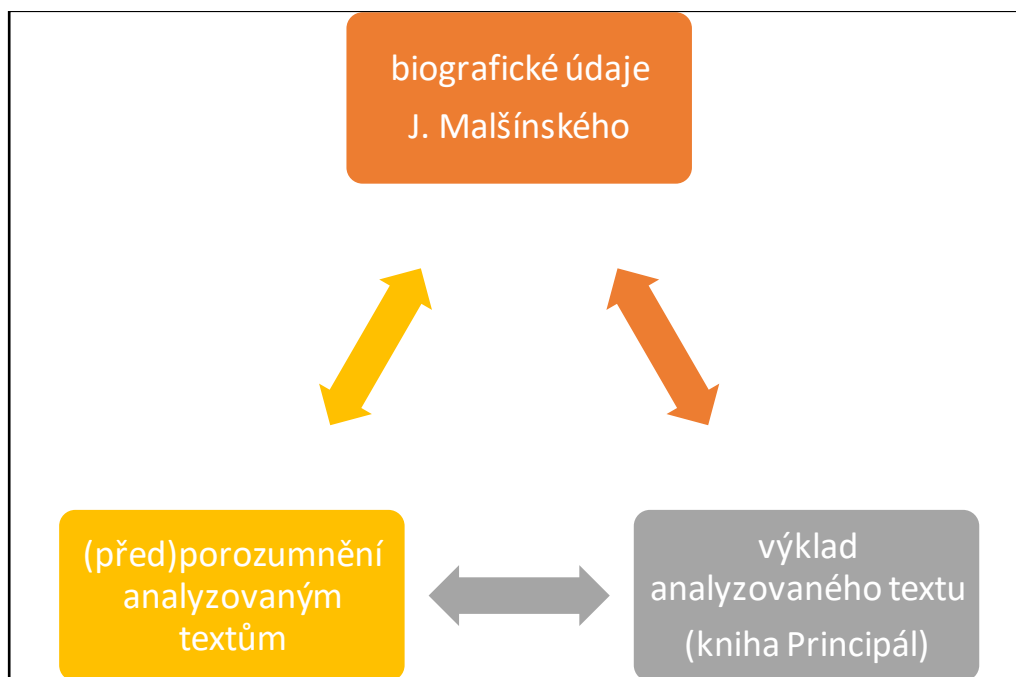 biografické údaje
J. Malšínského
(před)porozumnění
analyzovaným
textům
výklad
analyzovaného textu
(kniha Principál)